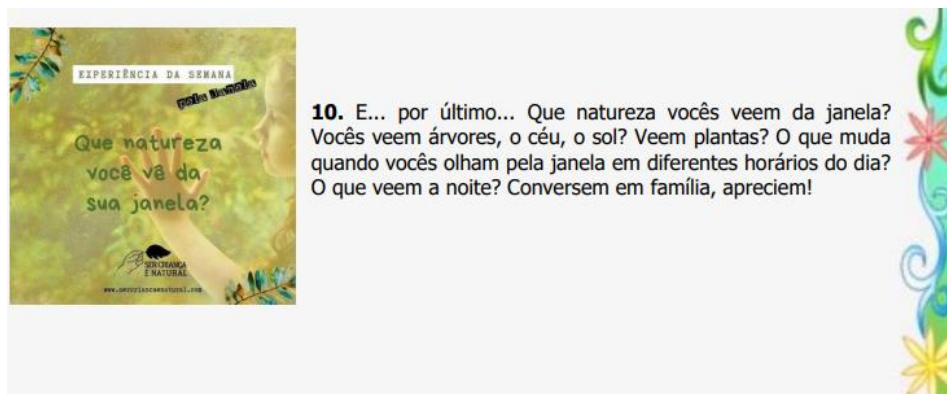 EXPERIÊNCIA DA SEMANA
pela Janela
Que natureza
você vê da
sua janela?
SER CRIANÇA
É NATURAL
www.sercriancaenatural.com
10. E... por último... Que natureza vocês veem da janela?
Vocês veem árvores, o céu, o sol? Veem plantas? O que muda
quando vocês olham pela janela em diferentes horários do dia?
O que veem a noite? Conversem em família, apreciem!